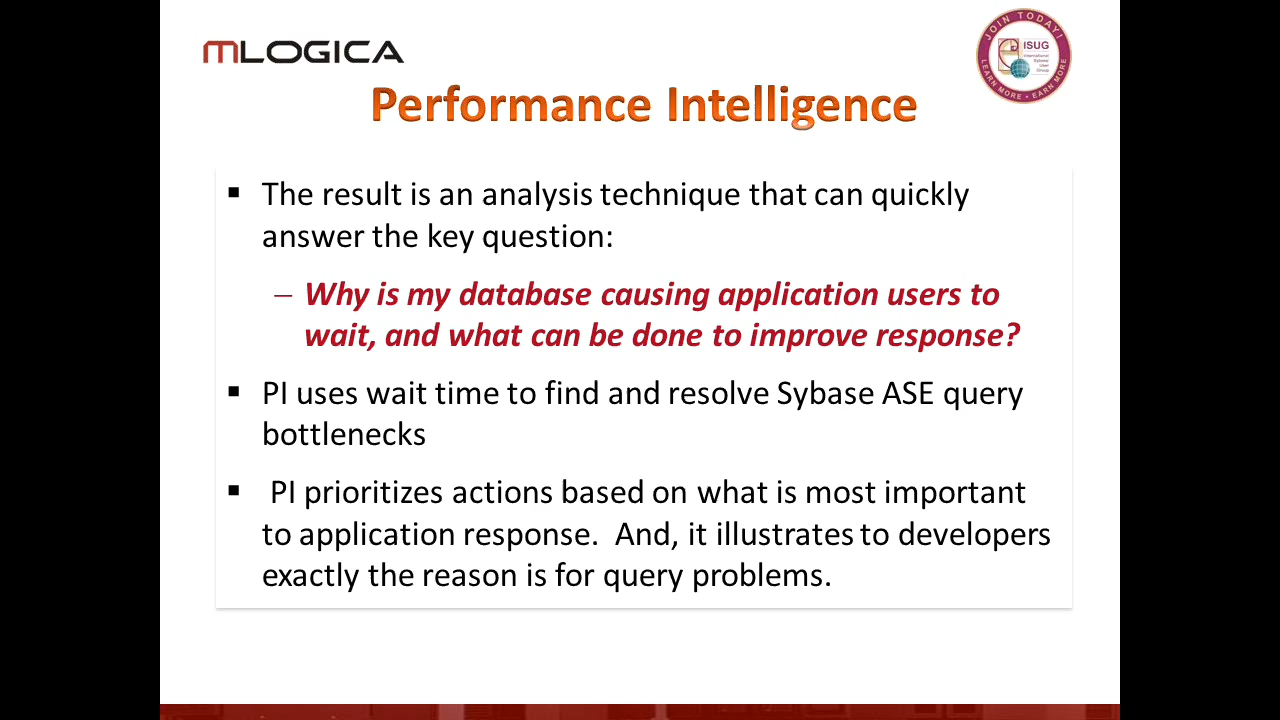 mLOGICA
JOIN TODAY!
ISUG
International
Sybase
User
Group
LEARN MORE • EARN MORE
Performance Intelligence
▪ The result is an analysis technique that can quickly
answer the key question:
– Why is my database causing application users to
wait, and what can be done to improve response?
▪ PI uses wait time to find and resolve Sybase ASE query
bottlenecks
▪ PI prioritizes actions based on what is most important
to application response.  And, it illustrates to developers
exactly the reason is for query problems.